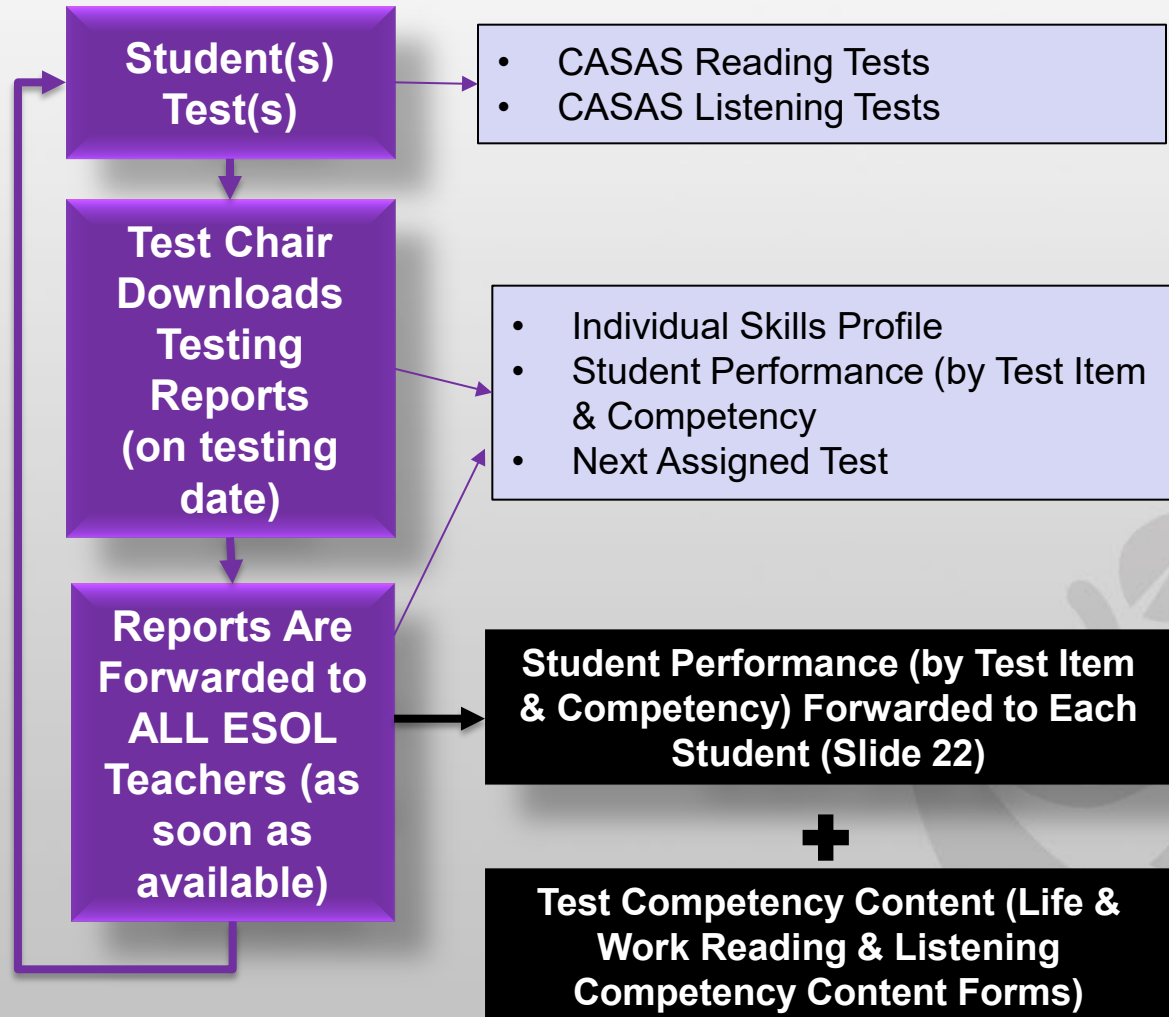 Student(s)
Test(s)
• CASAS Reading Tests
• CASAS Listening Tests
Test Chair
Downloads
Testing
Reports
(on testing
date)
• Individual Skills Profile
• Student Performance (by Test Item
& Competency
• Next Assigned Test
Reports Are
Forwarded to
ALL ESOL
Teachers (as
soon as
available)
Student Performance (by Test Item
& Competency) Forwarded to Each
Student (Slide 22)
Test Competency Content (Life &
Work Reading & Listening
Competency Content Forms)